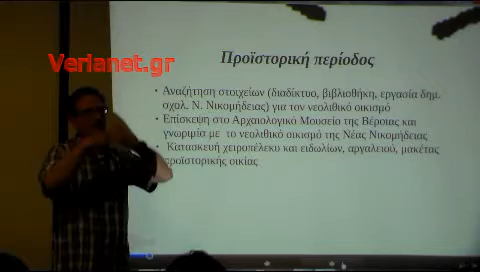 Verianet.gr
Προϊστορική περίοδος
• Αναζήτηση στοιχείων (διαδίκτυο, βιβλιοθήκη, εργασία δημ.
σχολ. Ν. Νικομήδειας) για τον νεολιθικό οικισμό
• Επίσκεψη στο Αρχαιολογικό Μουσείο της Βέροιας και
γνωριμία με το νεολιθικό οικισμό της Νέας Νικομήδειας
• Κατασκευή χειροπέλεκυ και ειδωλίων, αργαλειού, μακέτας
προϊστορικής οικίας